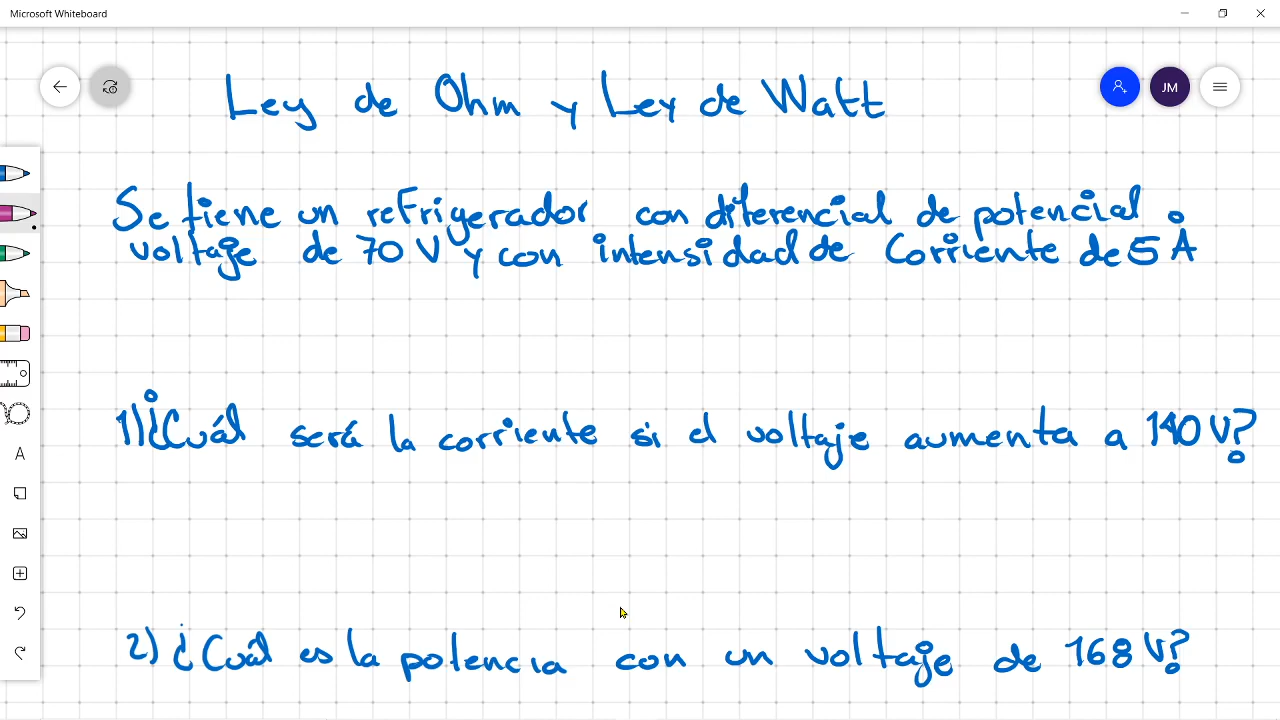 Microsoft Whiteboard
JM
Ley de Ohm y Ley de Watt
Se tiene un refrigerador con diferencial de potencial o
voltaje de 70 V y con intensidad de Corriente de 5 A
1) ¿Cuál será la corriente si el voltaje aumenta a 140 V?
A
2) ¿Cuál es la potencia con un voltaje de 168 V?